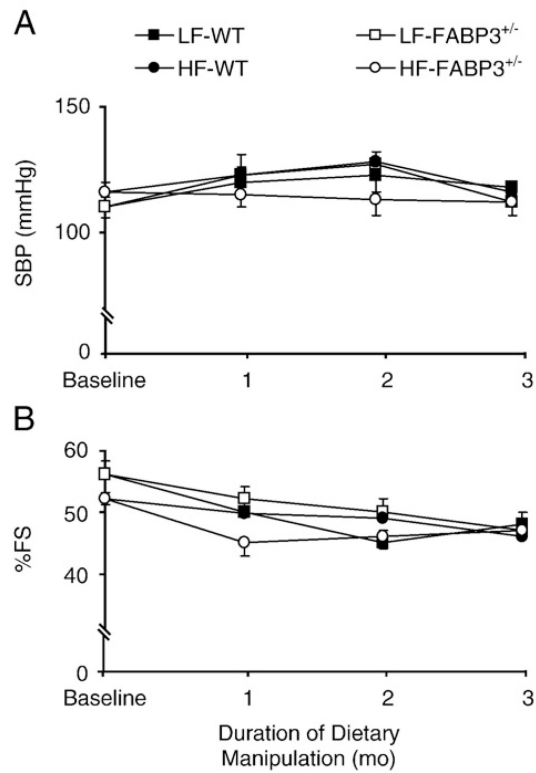 A
LF-WT LF-FABP3+/-
HF-WT HF-FABP3+/-
150
100
0
SBP (mmHg)
Baseline 1 2 3
B
60
50
40
0
%FS
Baseline 1 2 3
Duration of Dietary
Manipulation (mo)